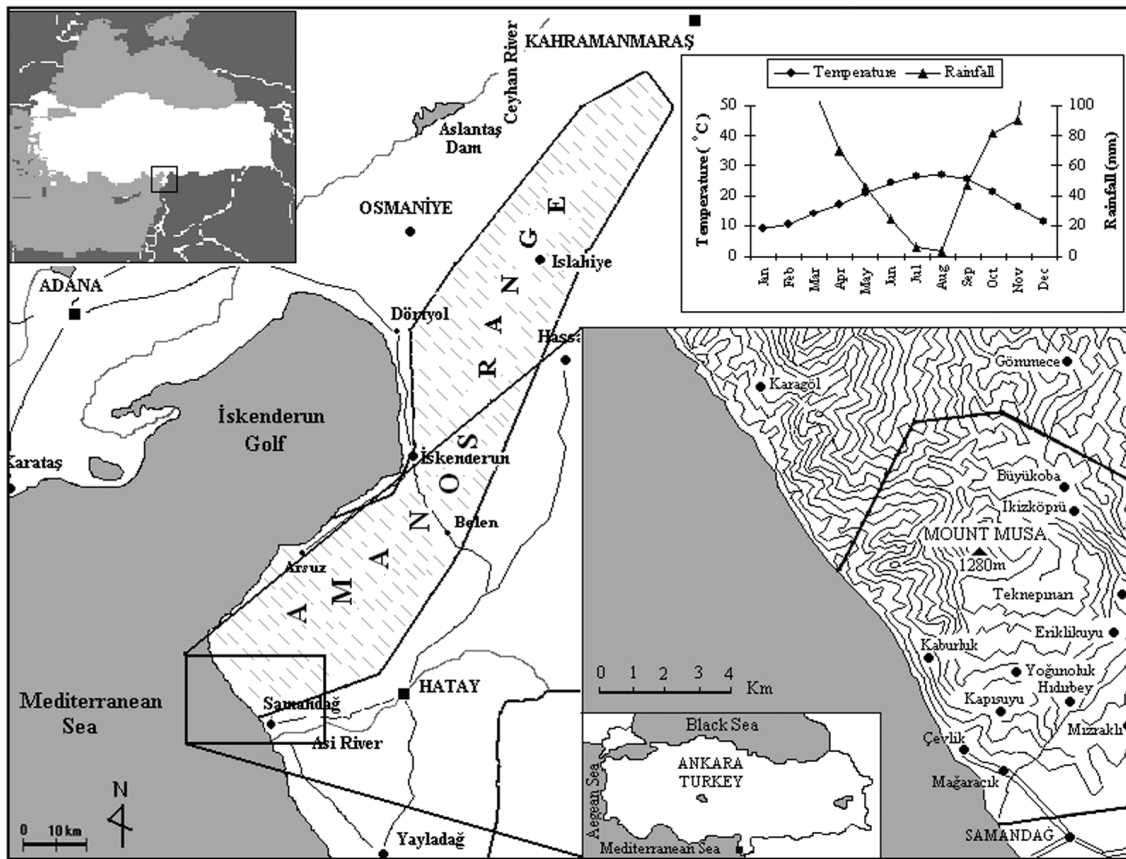 KAHRAMANMARAŞ
Ceyhan River
Aslantaş
Dam
OSMANİYE
Islahiye
ADANA
Dörtyol
Hassa
İskenderun
Golf
Karataş
İskenderun
Belen
Arsuz
AMANOS RANGE
Mediterranean
Sea
Samandağ
HATAY
Asi River
Yayladağ
N
0 10 km
Temperature Rainfall
Temperature ( °C)
50
40
30
20
10
0
Rainfall (mm)
100
80
60
40
20
0
Jan Feb Mar Apr May Jun Jul Aug Sep Oct Nov Dec
Gömmece
Karagöl
Büyükoba
Ikizköprü
MOUNT MUSA
1280m
Teknepınarı
Eriklikuyu
Kaburluk
Yoğunoluk
Hıdırbey
Kapısuyu
Mızraklı
Çevlik
Mağaracık
SAMANDAĞ
0 1 2 3 4
Km
Black Sea
ANKARA
TURKEY
Aegean Sea
Mediterranean Sea